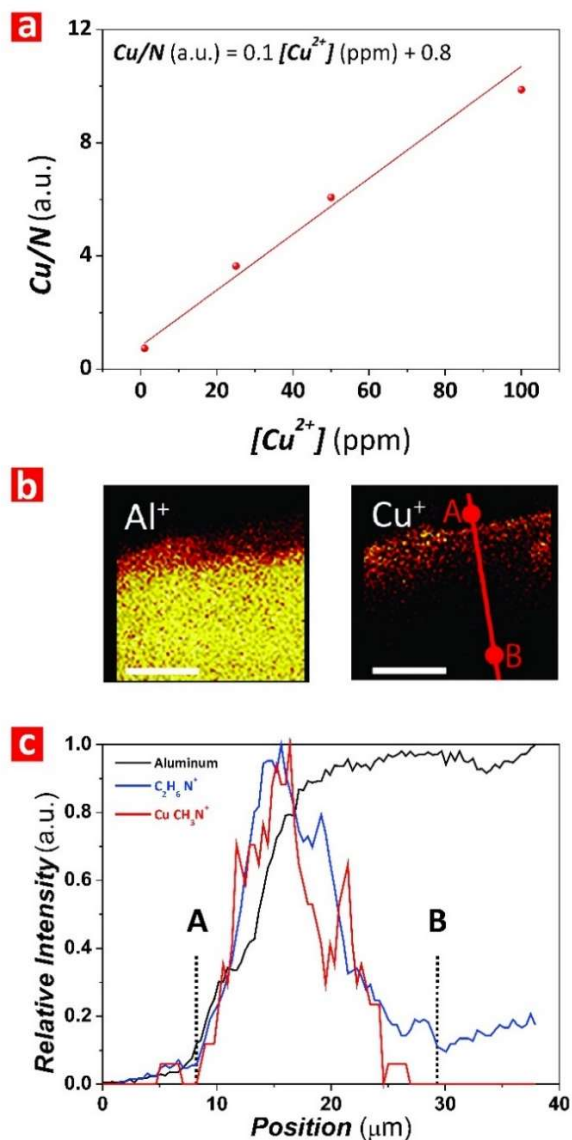 a
Cu/N (a.u.) = 0.1 [Cu²⁺] (ppm) + 0.8
12
8
4
0
Cu/N (a.u.)
0 20 40 60 80 100
[Cu²⁺] (ppm)
b
Al⁺
Cu⁺
A
B
c
1.0
0.8
0.6
0.4
0.2
0.0
Relative Intensity (a.u.)
Aluminum
C₂H₆ N⁺
Cu CH₃N⁺
A
B
0 10 20 30 40
Position (μm)